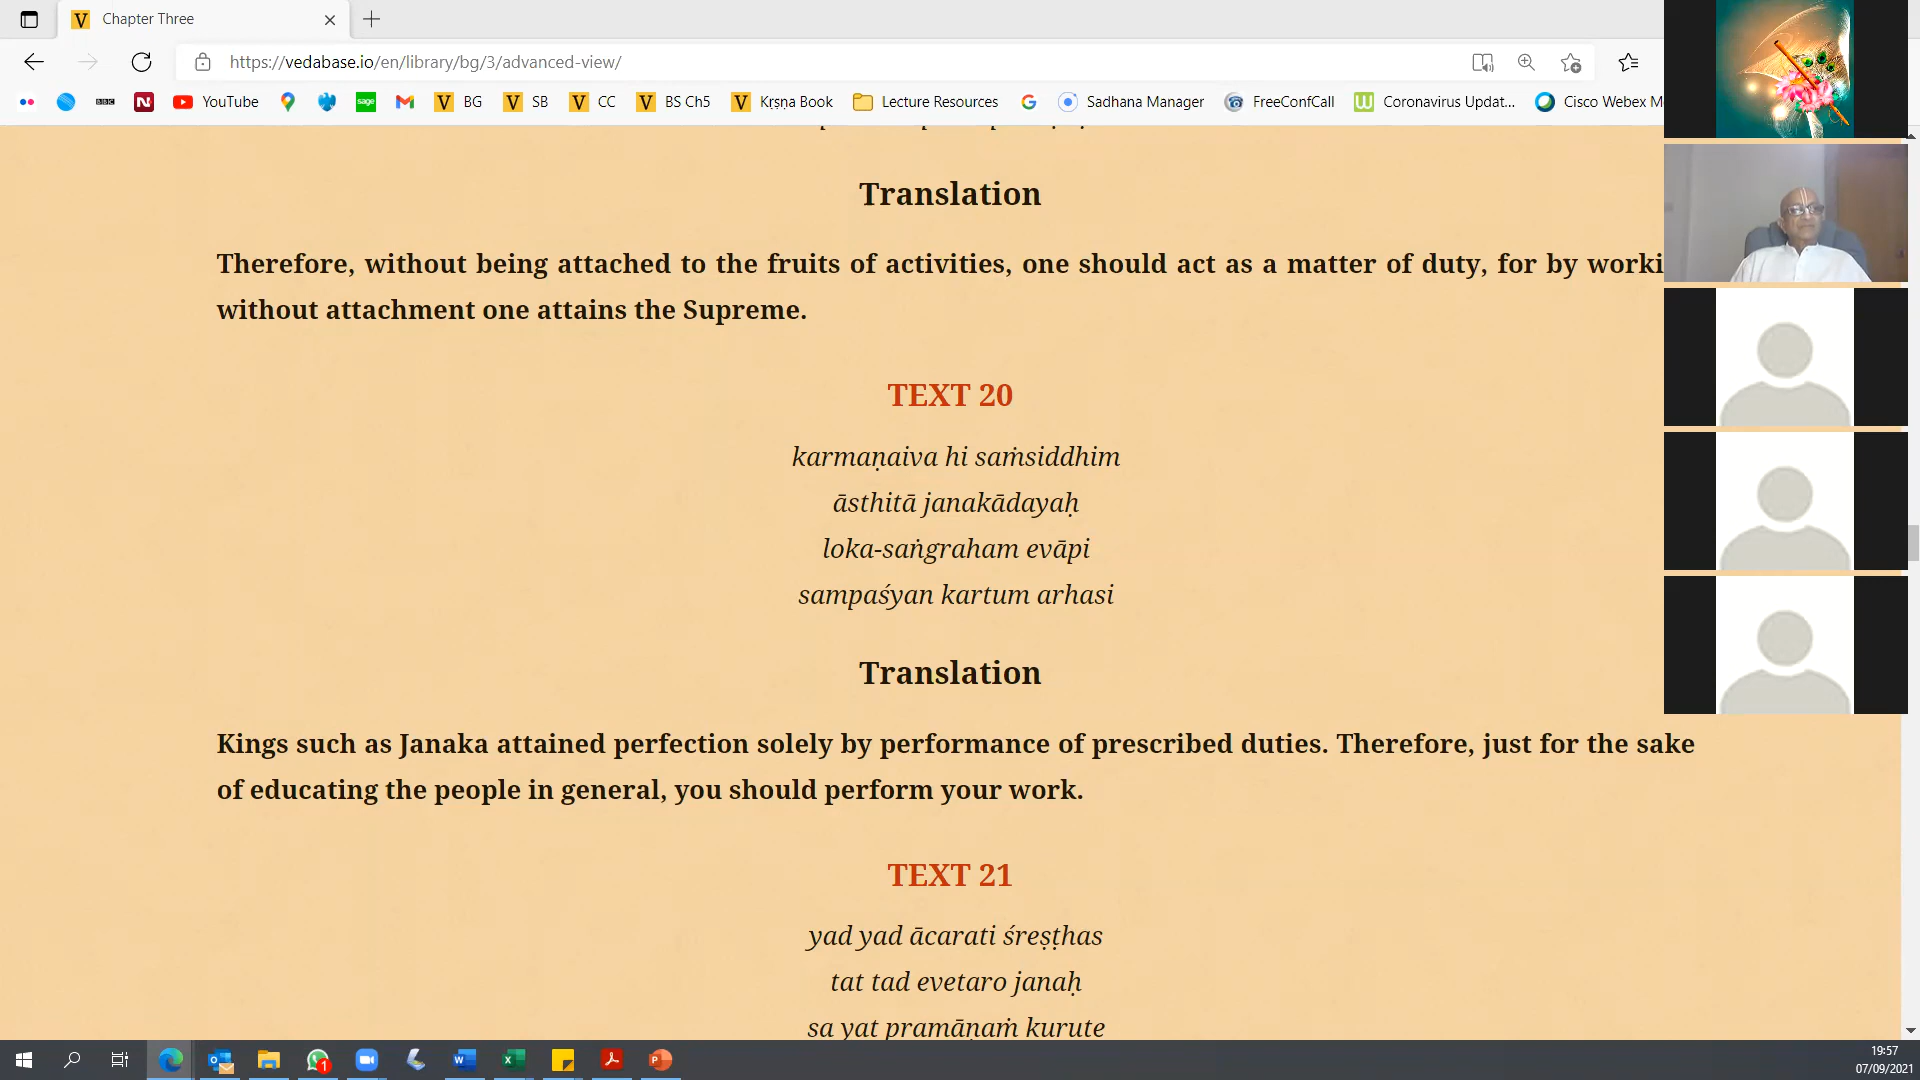 Chapter Three
https://vedabase.io/en/library/bg/3/advanced-view/
BBC N YouTube sage BG SB CC BS Ch5 Kṛṣṇa Book Lecture Resources Sadhana Manager FreeConfCall Coronavirus Updat... Cisco Webex M
Translation
Therefore, without being attached to the fruits of activities, one should act as a matter of duty, for by worki
without attachment one attains the Supreme.
TEXT 20
karmaṇaiva hi saṁsiddhim
āsthitā janakādayaḥ
loka-saṅgraham evāpi
sampaśyan kartum arhasi
Translation
Kings such as Janaka attained perfection solely by performance of prescribed duties. Therefore, just for the sake
of educating the people in general, you should perform your work.
TEXT 21
yad yad ācarati śreṣṭhas
tat tad evetaro janaḥ
sa yat pramāṇaṁ kurute
19:57
07/09/2021